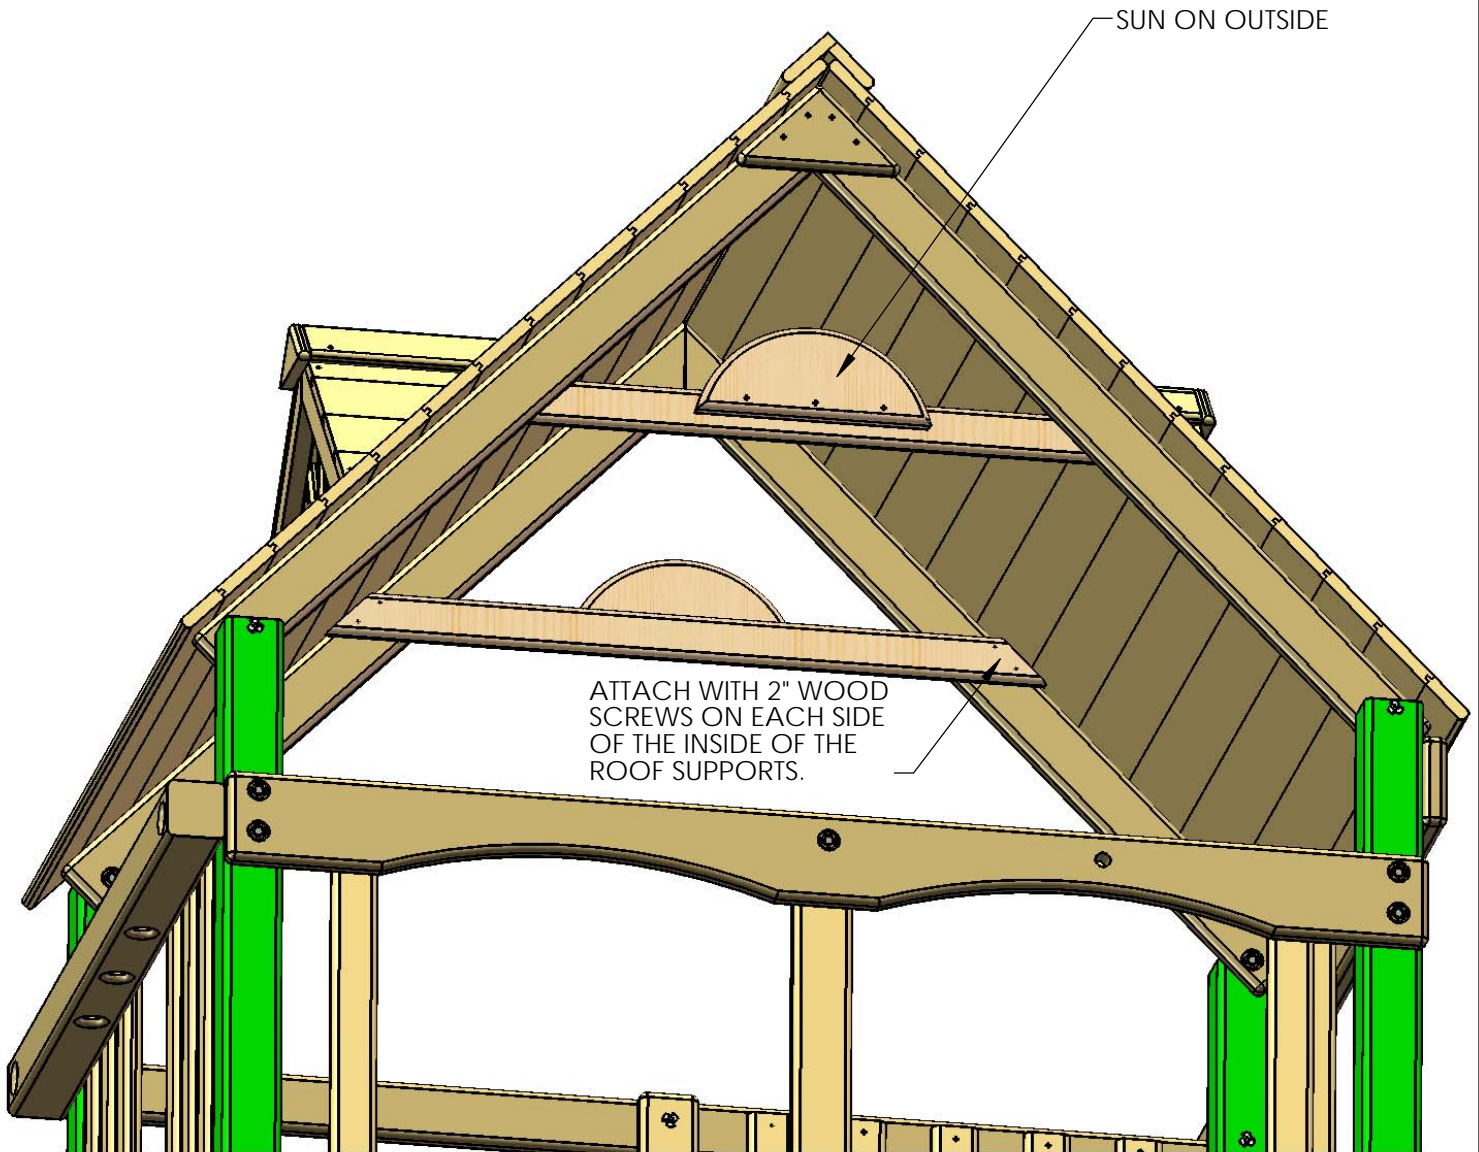 SUN ON OUTSIDE
ATTACH WITH 2" WOOD
SCREWS ON EACH SIDE
OF THE INSIDE OF THE
ROOF SUPPORTS.